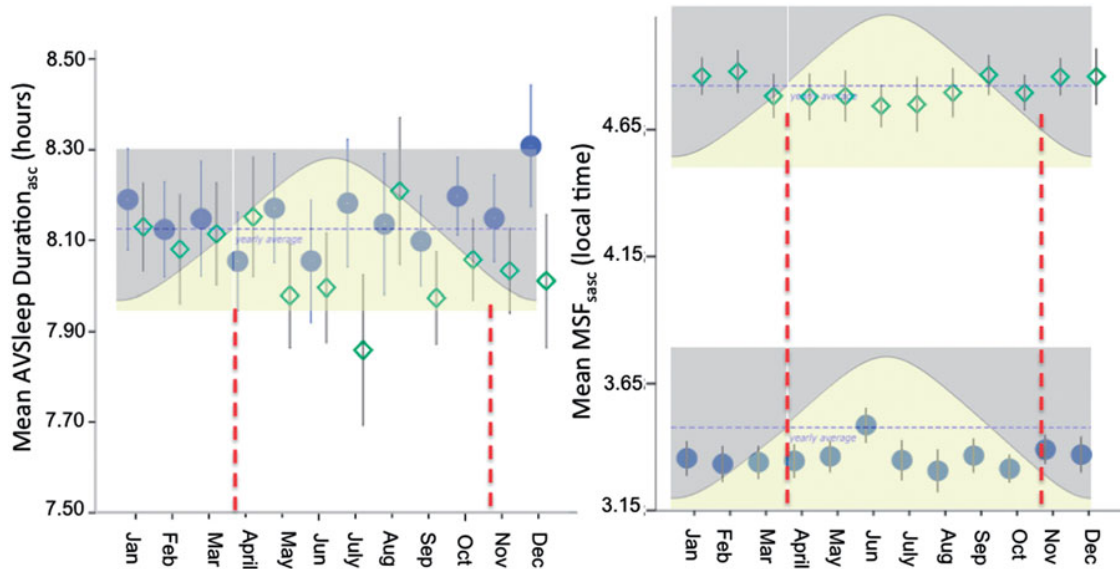 Mean AVSleep Duration_asc (hours)
8.50
8.30
8.10
7.90
7.70
7.50
yearly average
Jan
Feb
Mar
April
May
Jun
July
Aug
Sep
Oct
Nov
Dec
Mean MSF_sasc (local time)
4.65
4.15
3.65
3.15
yearly average
yearly average
Jan
Feb
Mar
April
May
Jun
July
Aug
Sep
Oct
Nov
Dec